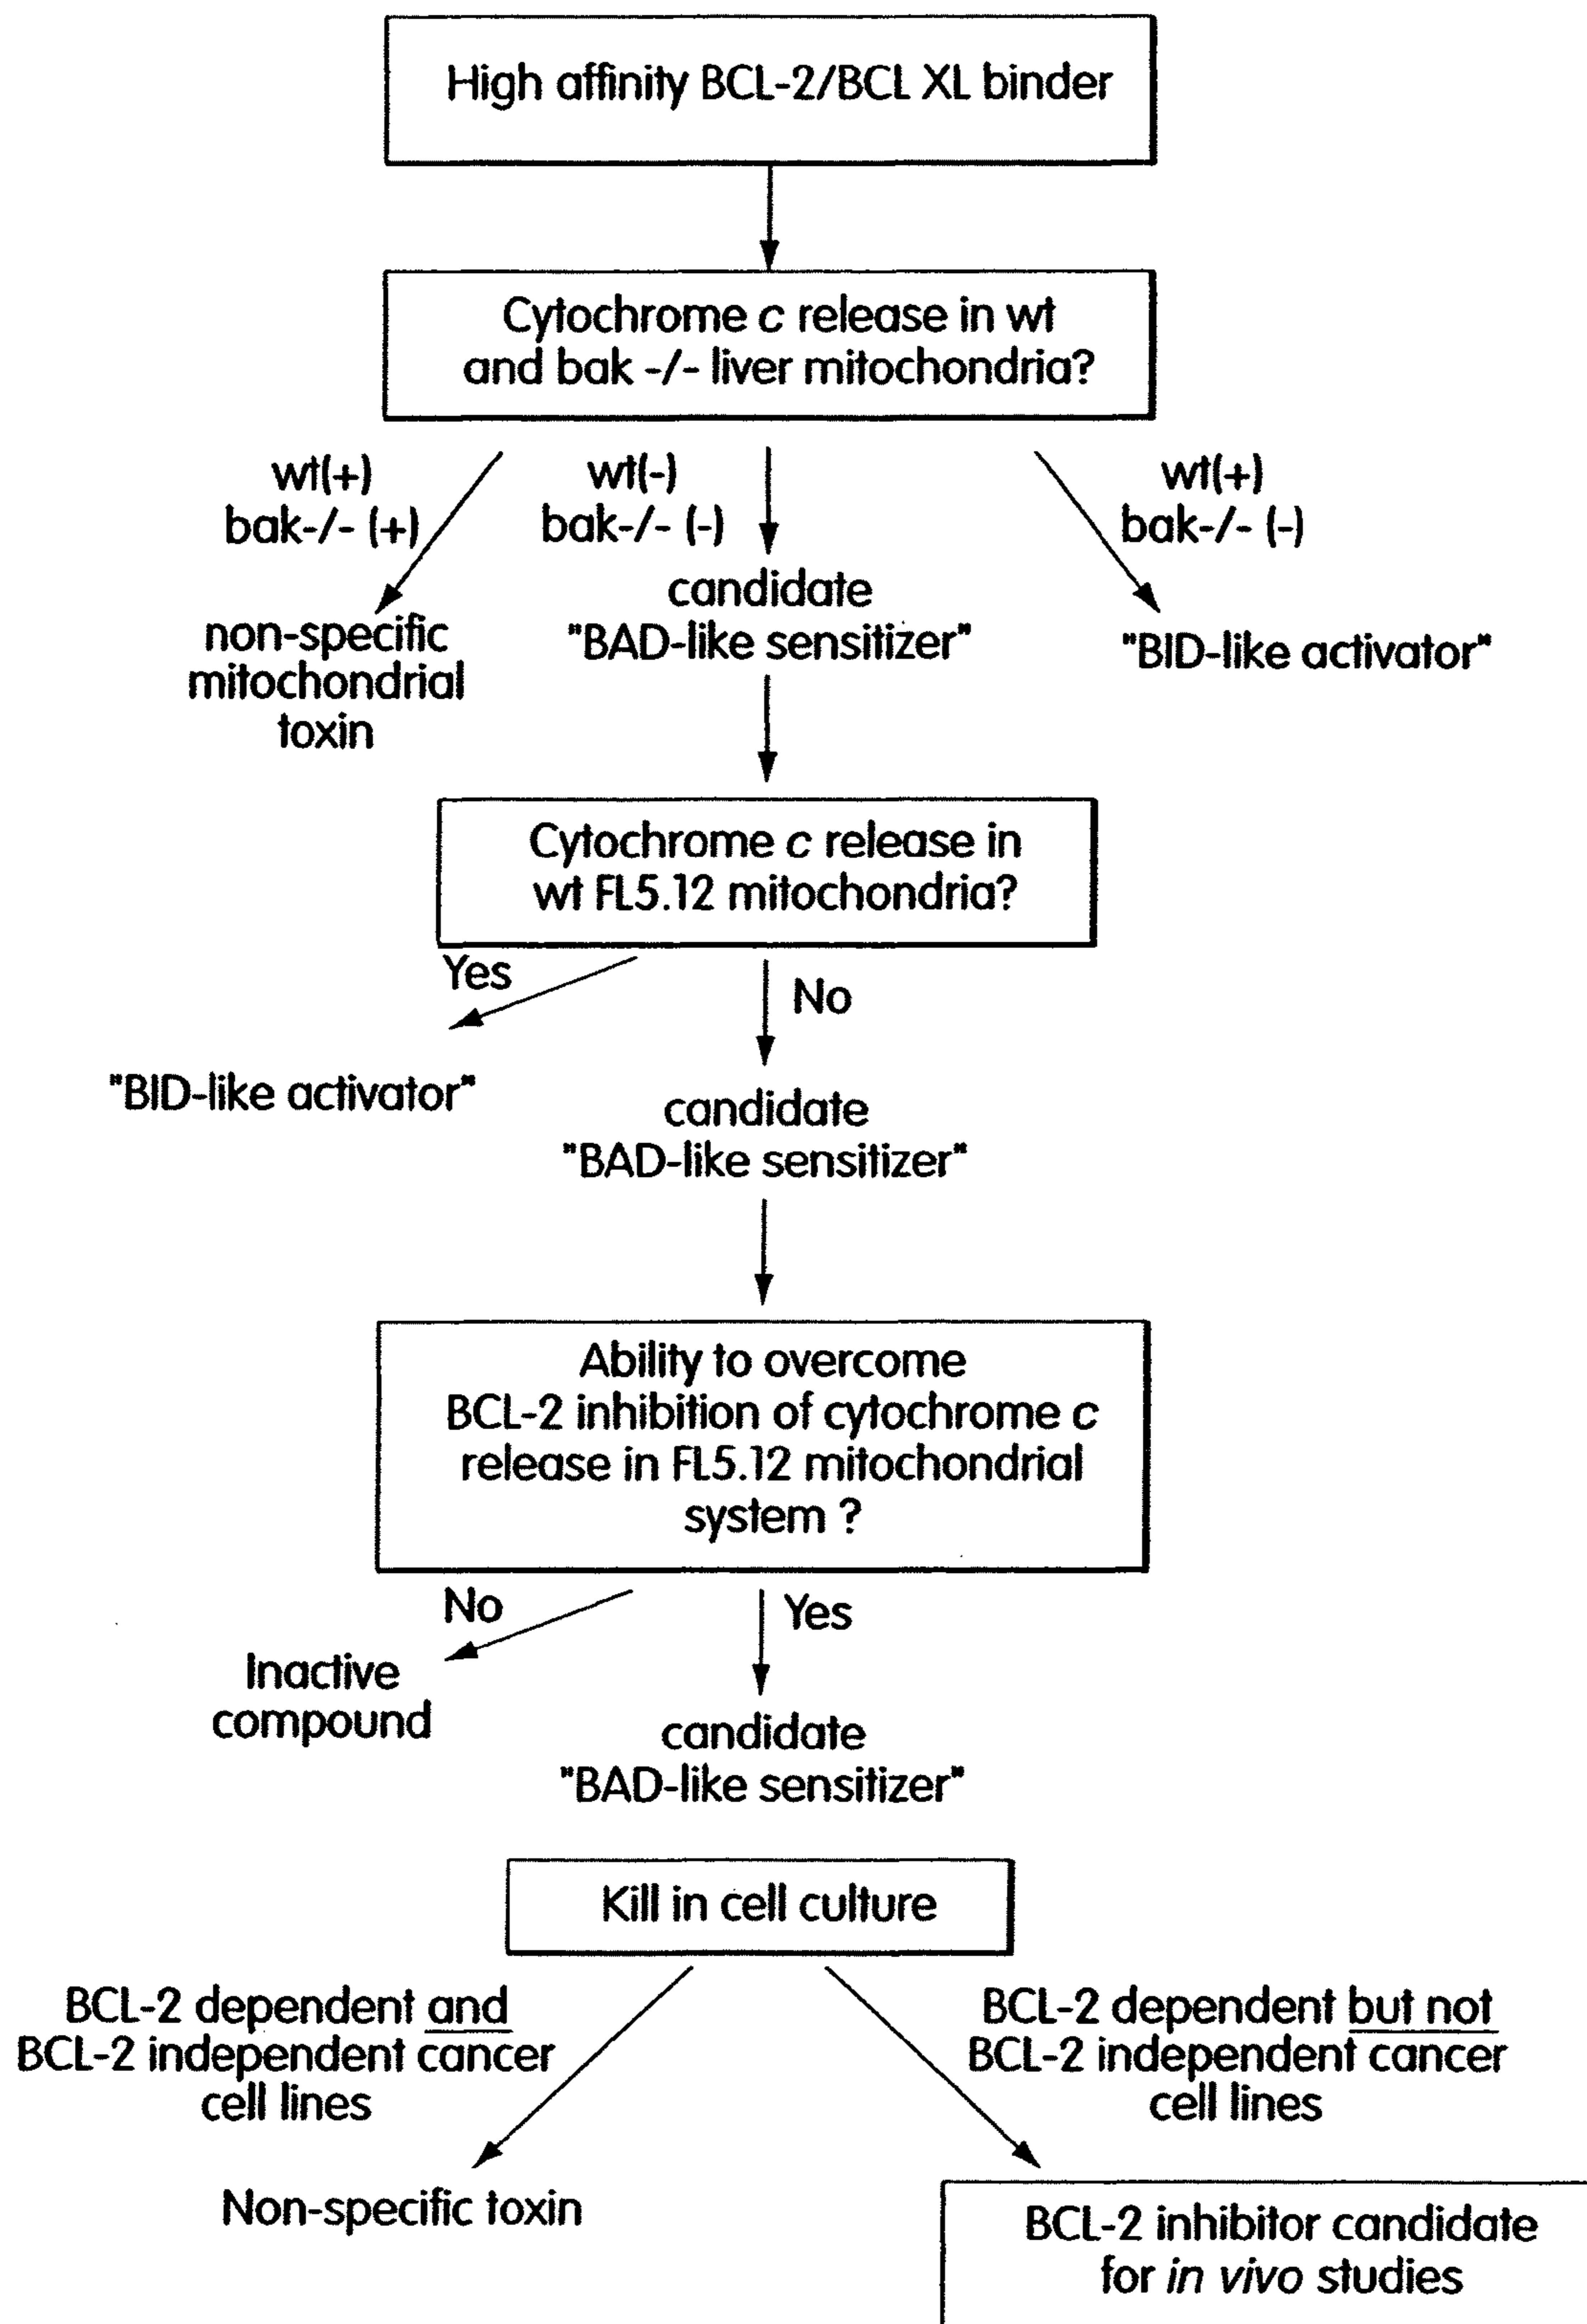 High affinity BCL-2/BCL XL binder
Cytochrome c release in wt
and bak -/- liver mitochondria?
wt(+)
bak-/- (+)
wt(-)
bak-/- (-)
wt(+)
bak-/- (-)
non-specific
mitochondrial
toxin
candidate
"BAD-like sensitizer"
"BID-like activator"
Cytochrome c release in
wt FL5.12 mitochondria?
Yes
No
"BID-like activator"
candidate
"BAD-like sensitizer"
Ability to overcome
BCL-2 inhibition of cytochrome c
release in FL5.12 mitochondrial
system ?
No
Yes
Inactive
compound
candidate
"BAD-like sensitizer"
Kill in cell culture
BCL-2 dependent and
BCL-2 independent cancer
cell lines
BCL-2 dependent but not
BCL-2 independent cancer
cell lines
Non-specific toxin
BCL-2 inhibitor candidate
for in vivo studies